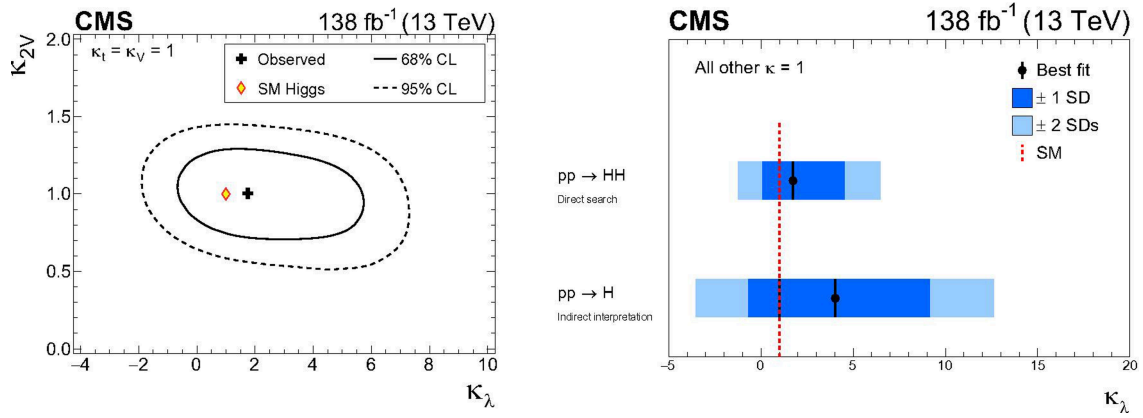 CMS 138 fb⁻¹ (13 TeV)
κ2V
2.0
1.5
1.0
0.5
0.0
κt = κV = 1
Observed
68% CL
SM Higgs
95% CL
−4 −2 0 2 4 6 8 10
κλ
CMS 138 fb⁻¹ (13 TeV)
All other κ = 1
Best fit
± 1 SD
± 2 SDs
SM
pp → HH
Direct search
pp → H
Indirect interpretation
−5 0 5 10 15 20
κλ